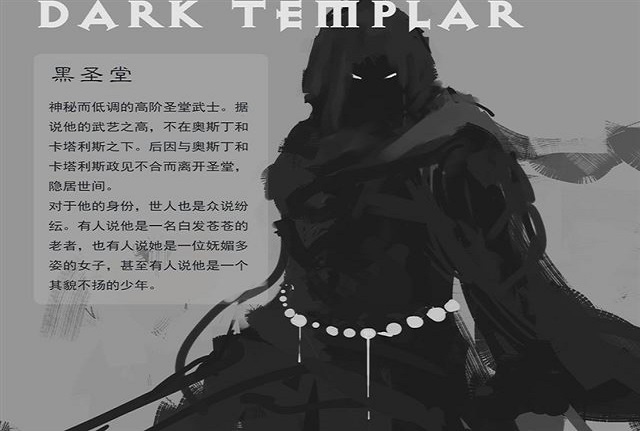 DARK TEMPLAR
黑圣堂
神秘而低调的高阶圣堂武士。据
说他的武艺之高，不在奥斯丁和
卡塔利斯之下。后因与奥斯丁和
卡塔利斯政见不合而离开圣堂，
隐居世间。
对于他的身份，世人也是众说纷
纭。有人说他是一名白发苍苍的
老者，也有人说她是一位妩媚多
姿的女子，甚至有人说他是一个
其貌不扬的少年。